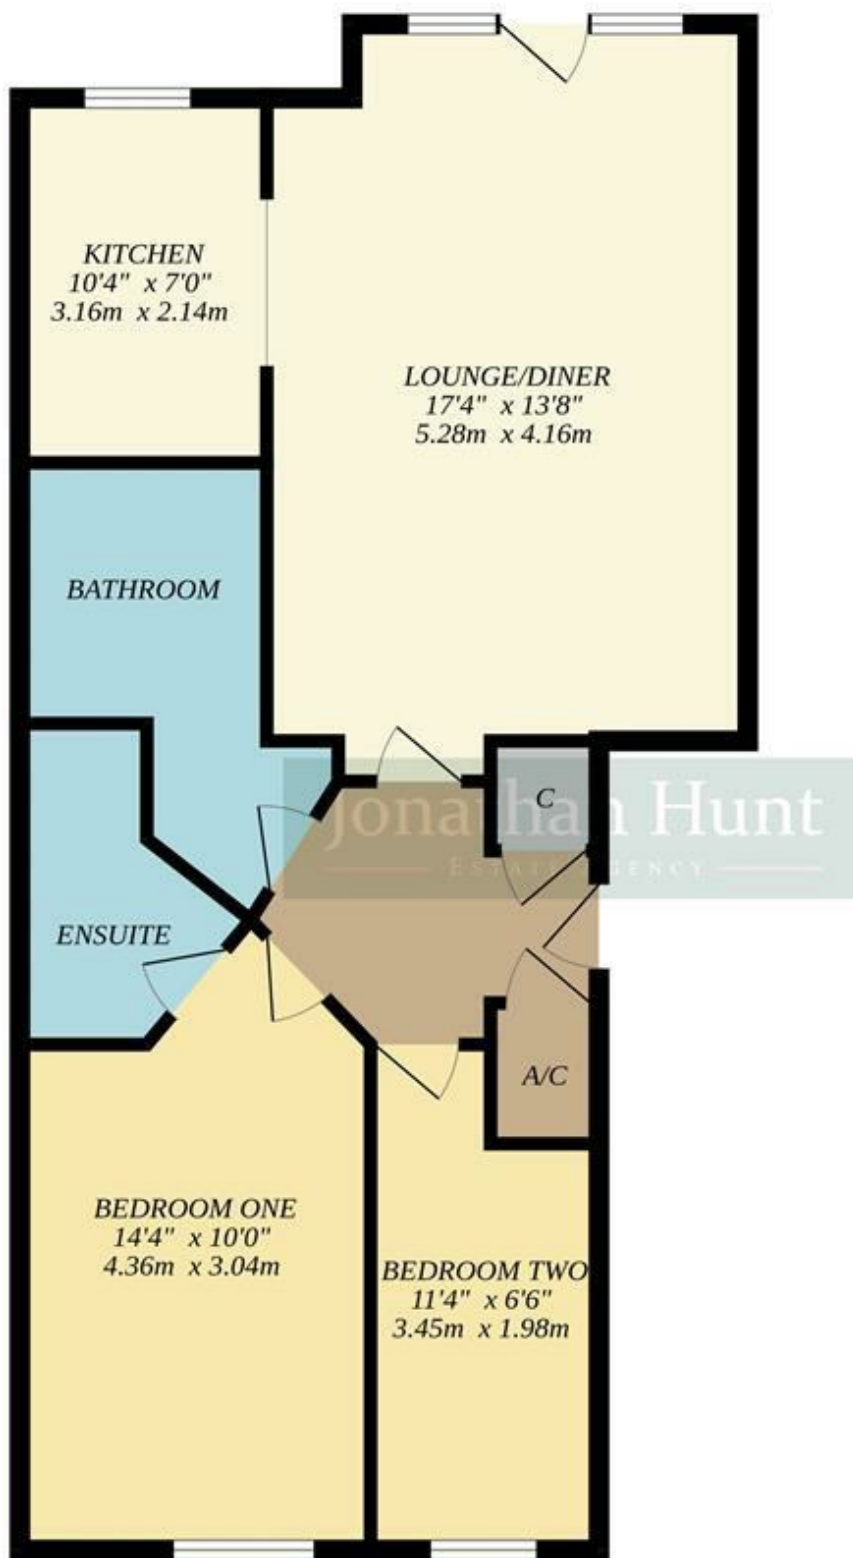 KITCHEN
10'4" x 7'0"
3.16m x 2.14m
LOUNGE/DINER
17'4" x 13'8"
5.28m x 4.16m
BATHROOM
C
Jonathan Hunt
ESTATE AGENCY
ENSUITE
A/C
BEDROOM ONE
14'4" x 10'0"
4.36m x 3.04m
BEDROOM TWO
11'4" x 6'6"
3.45m x 1.98m